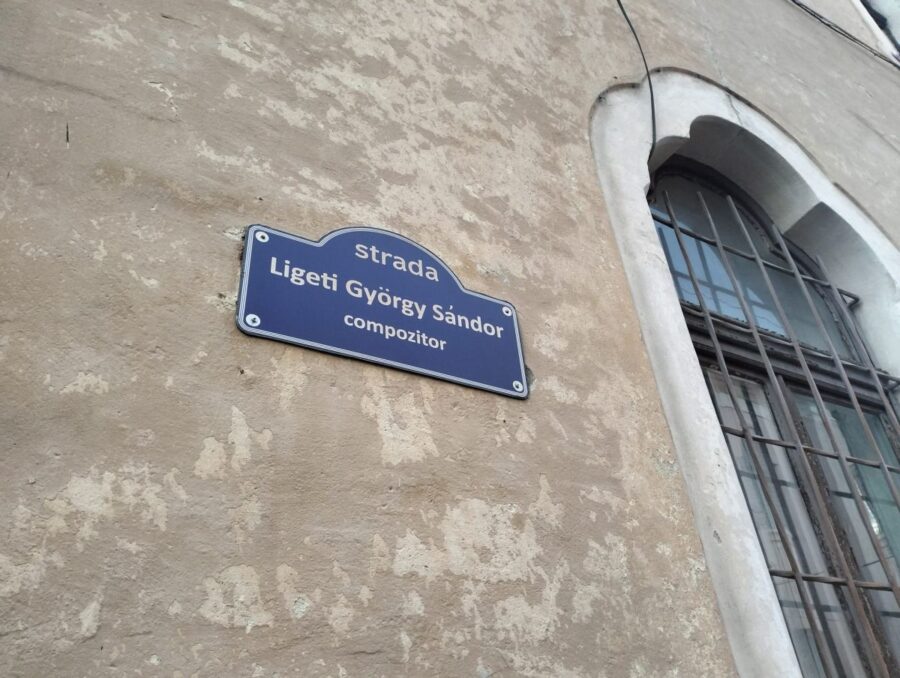 strada
Ligeti György Sándor
compozitor